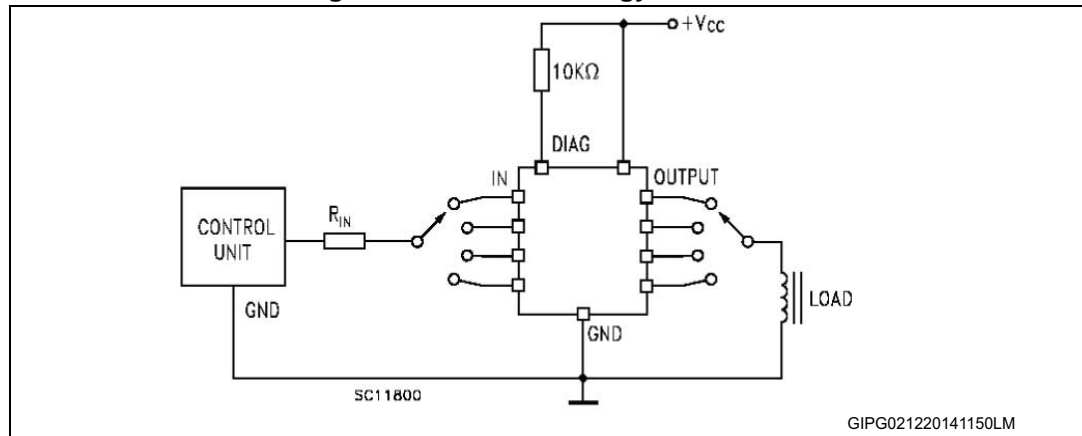 +Vcc
10KΩ
DIAG
IN
OUTPUT
CONTROL
UNIT
RIN
GND
LOAD
GND
SC11800
GIPG021220141150LM